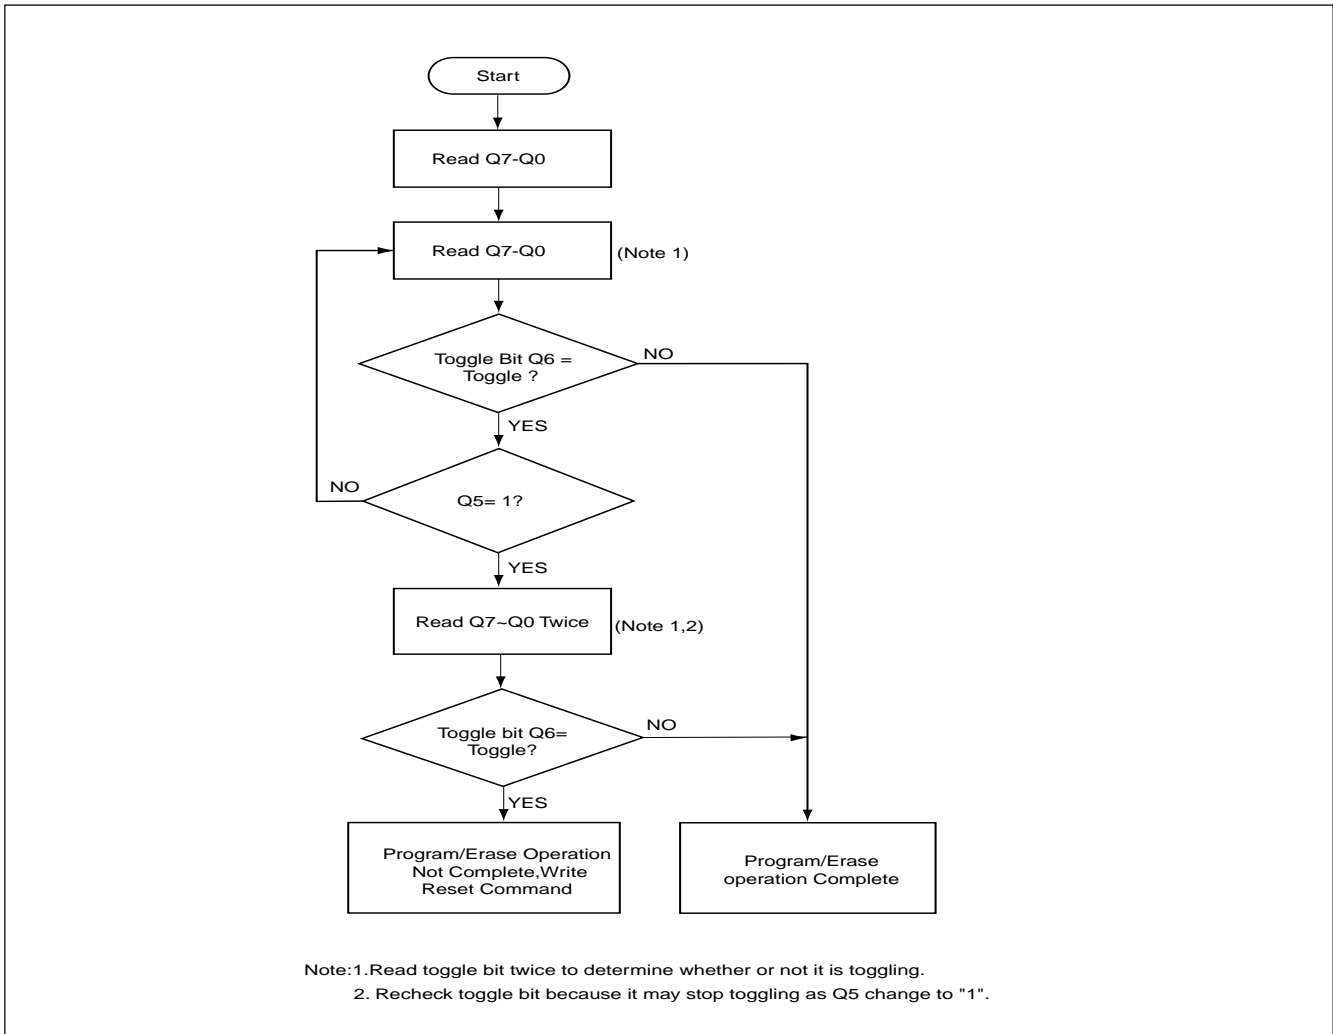 Start
Read Q7-Q0
Read Q7-Q0
(Note 1)
Toggle Bit Q6 =
Toggle ?
NO
YES
NO
Q5= 1?
YES
Read Q7~Q0 Twice
(Note 1,2)
Toggle bit Q6=
Toggle?
NO
YES
Program/Erase Operation
Not Complete,Write
Reset Command
Program/Erase
operation Complete
Note:1.Read toggle bit twice to determine whether or not it is toggling.
2. Recheck toggle bit because it may stop toggling as Q5 change to "1".